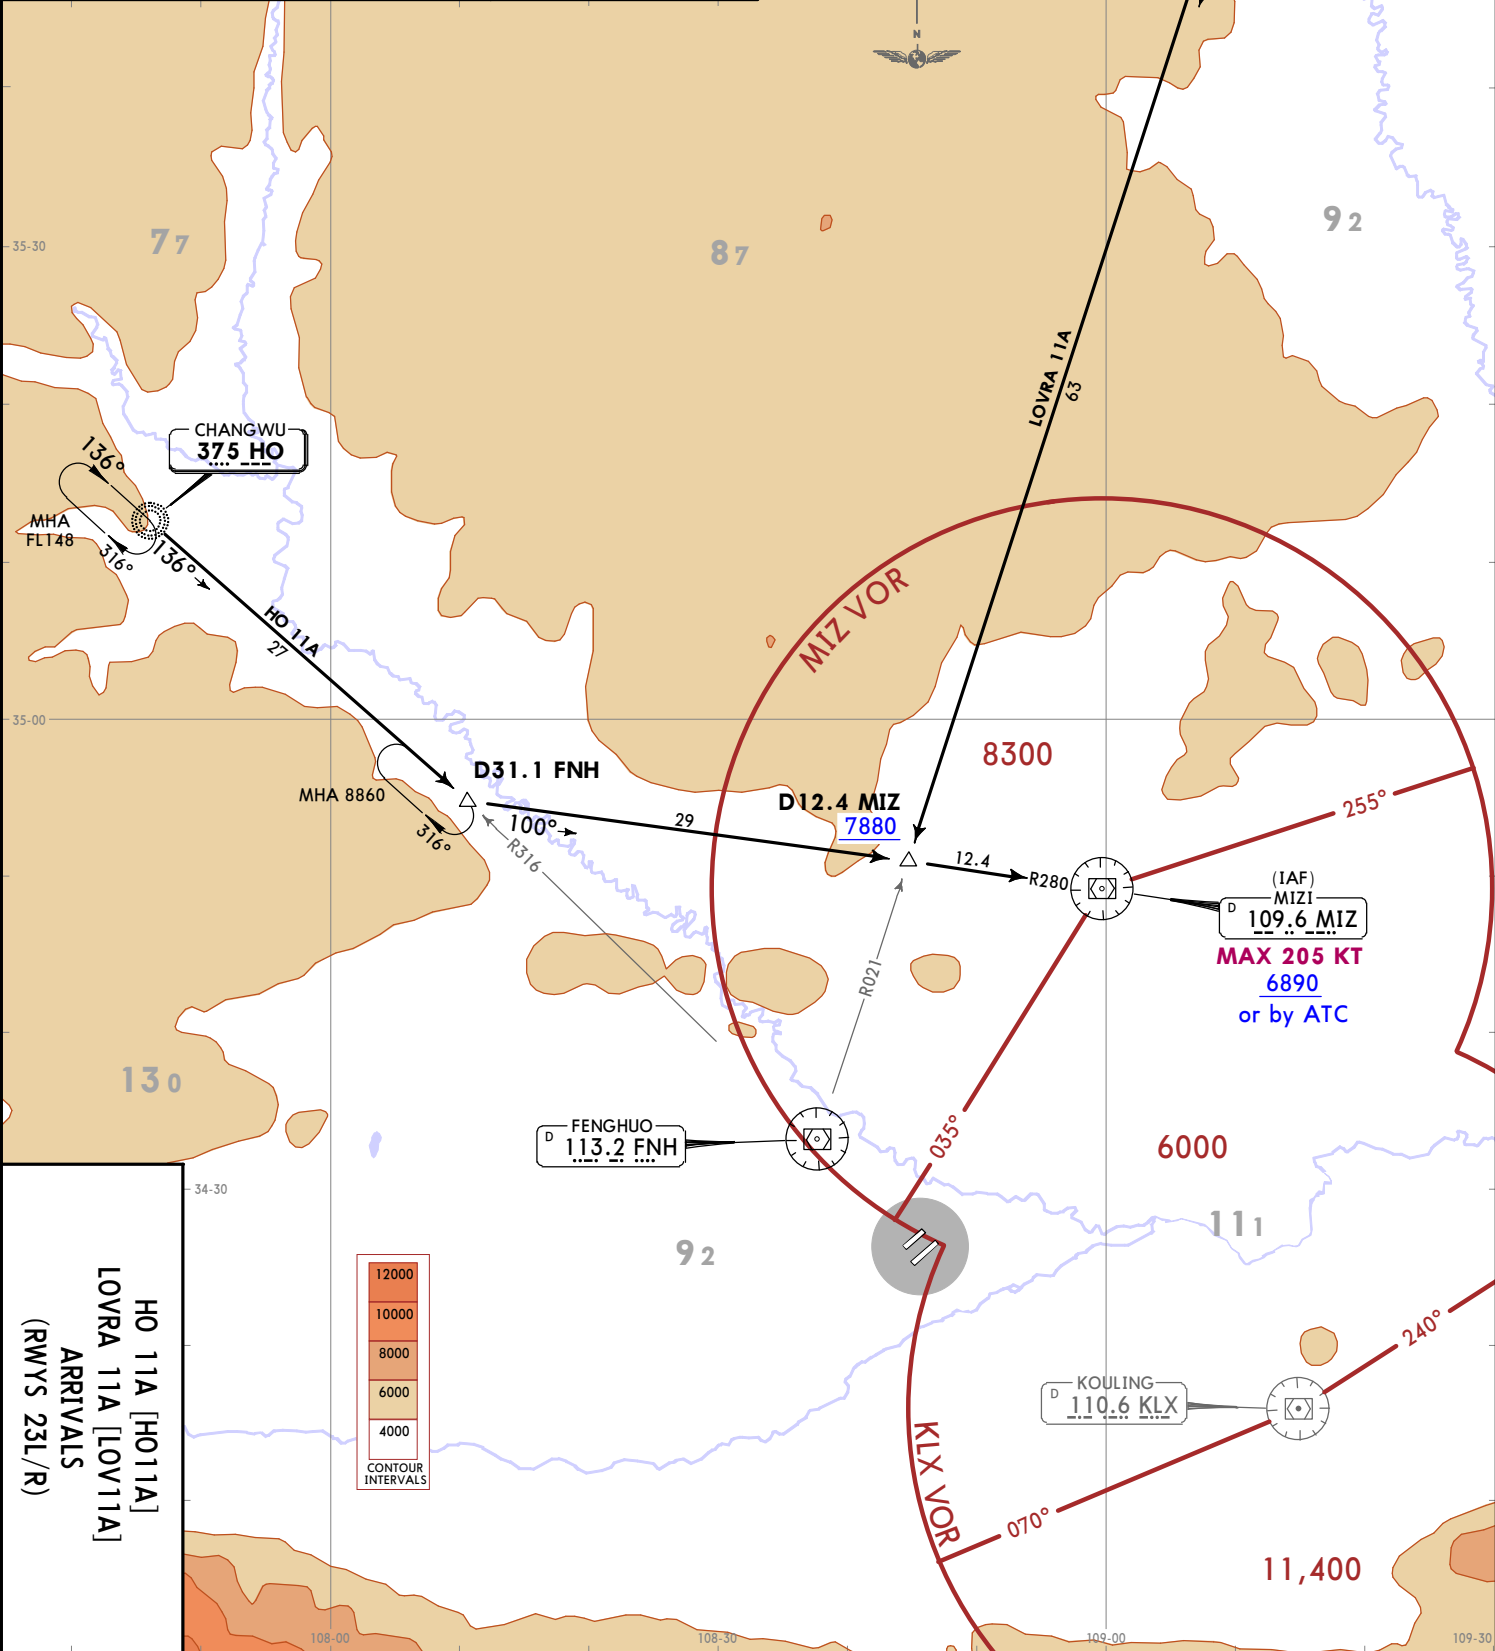 N
77
87
92
35-30
LOVRA 11A
63
CHANGWU
375 HO
136°
MHA
FL148
316°
136°
HO 11A
27
MIZ VOR
35-00
8300
D31.1 FNH
MHA 8860
316°
100°
29
R316
D12.4 MIZ
7880
12.4
R280
255°
(IAF)
MIZI
D 109.6 MIZ
MAX 205 KT
6890
or by ATC
R021
130
FENGHUO
D 113.2 FNH
035°
6000
34-30
92
111
HO 11A [HO11A]
LOVRA 11A [LOV11A]
ARRIVALS
(RWYS 23L/R)
12000
10000
8000
6000
4000
CONTOUR
INTERVALS
240°
KOULING
D 110.6 KLX
KLX VOR
070°
11,400
108-00
108-30
109-00
109-30